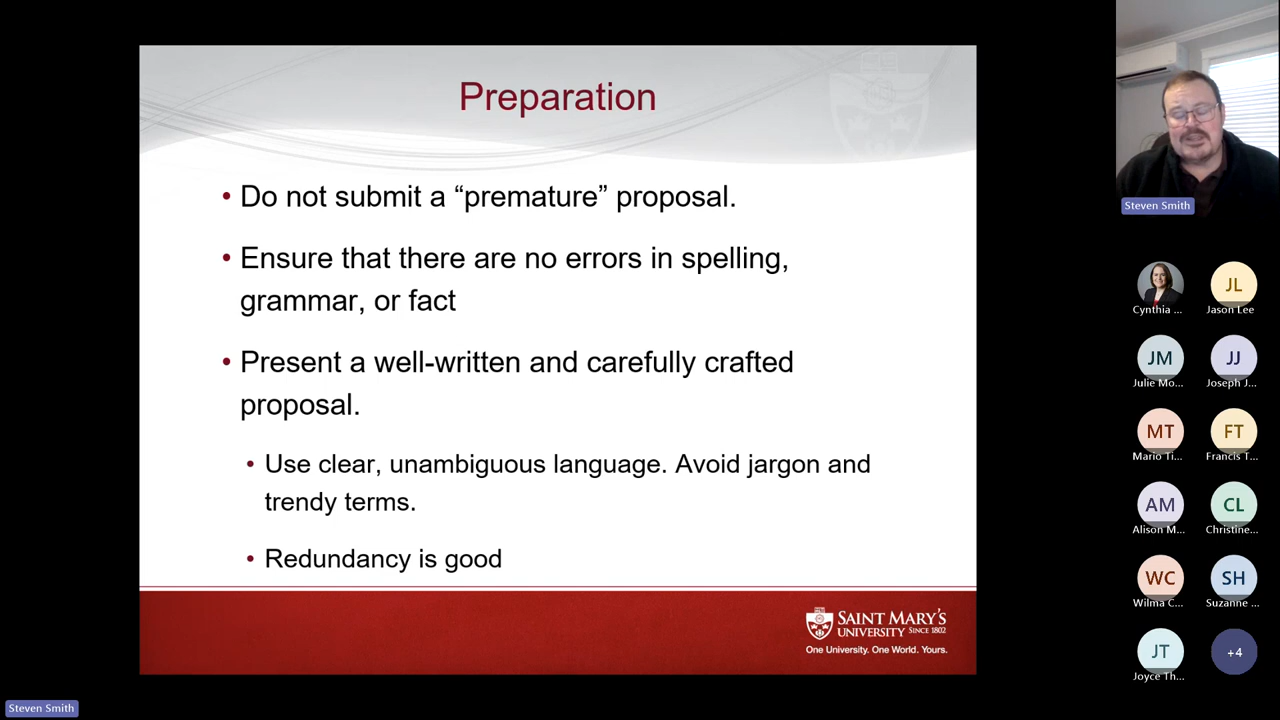 Preparation
• Do not submit a “premature” proposal.
• Ensure that there are no errors in spelling,
grammar, or fact
• Present a well-written and carefully crafted
proposal.
• Use clear, unambiguous language. Avoid jargon and
trendy terms.
• Redundancy is good
SAINT MARY'S
UNIVERSITY SINCE 1802
One University. One World. Yours.
Steven Smith
Steven Smith
Cynthia ...
JL
Jason Lee
JM
Julie Mo...
JJ
Joseph J...
MT
Mario Ti...
FT
Francis T...
AM
Alison M...
CL
Christine...
WC
Wilma C...
SH
Suzanne ...
JT
Joyce Th...
+4